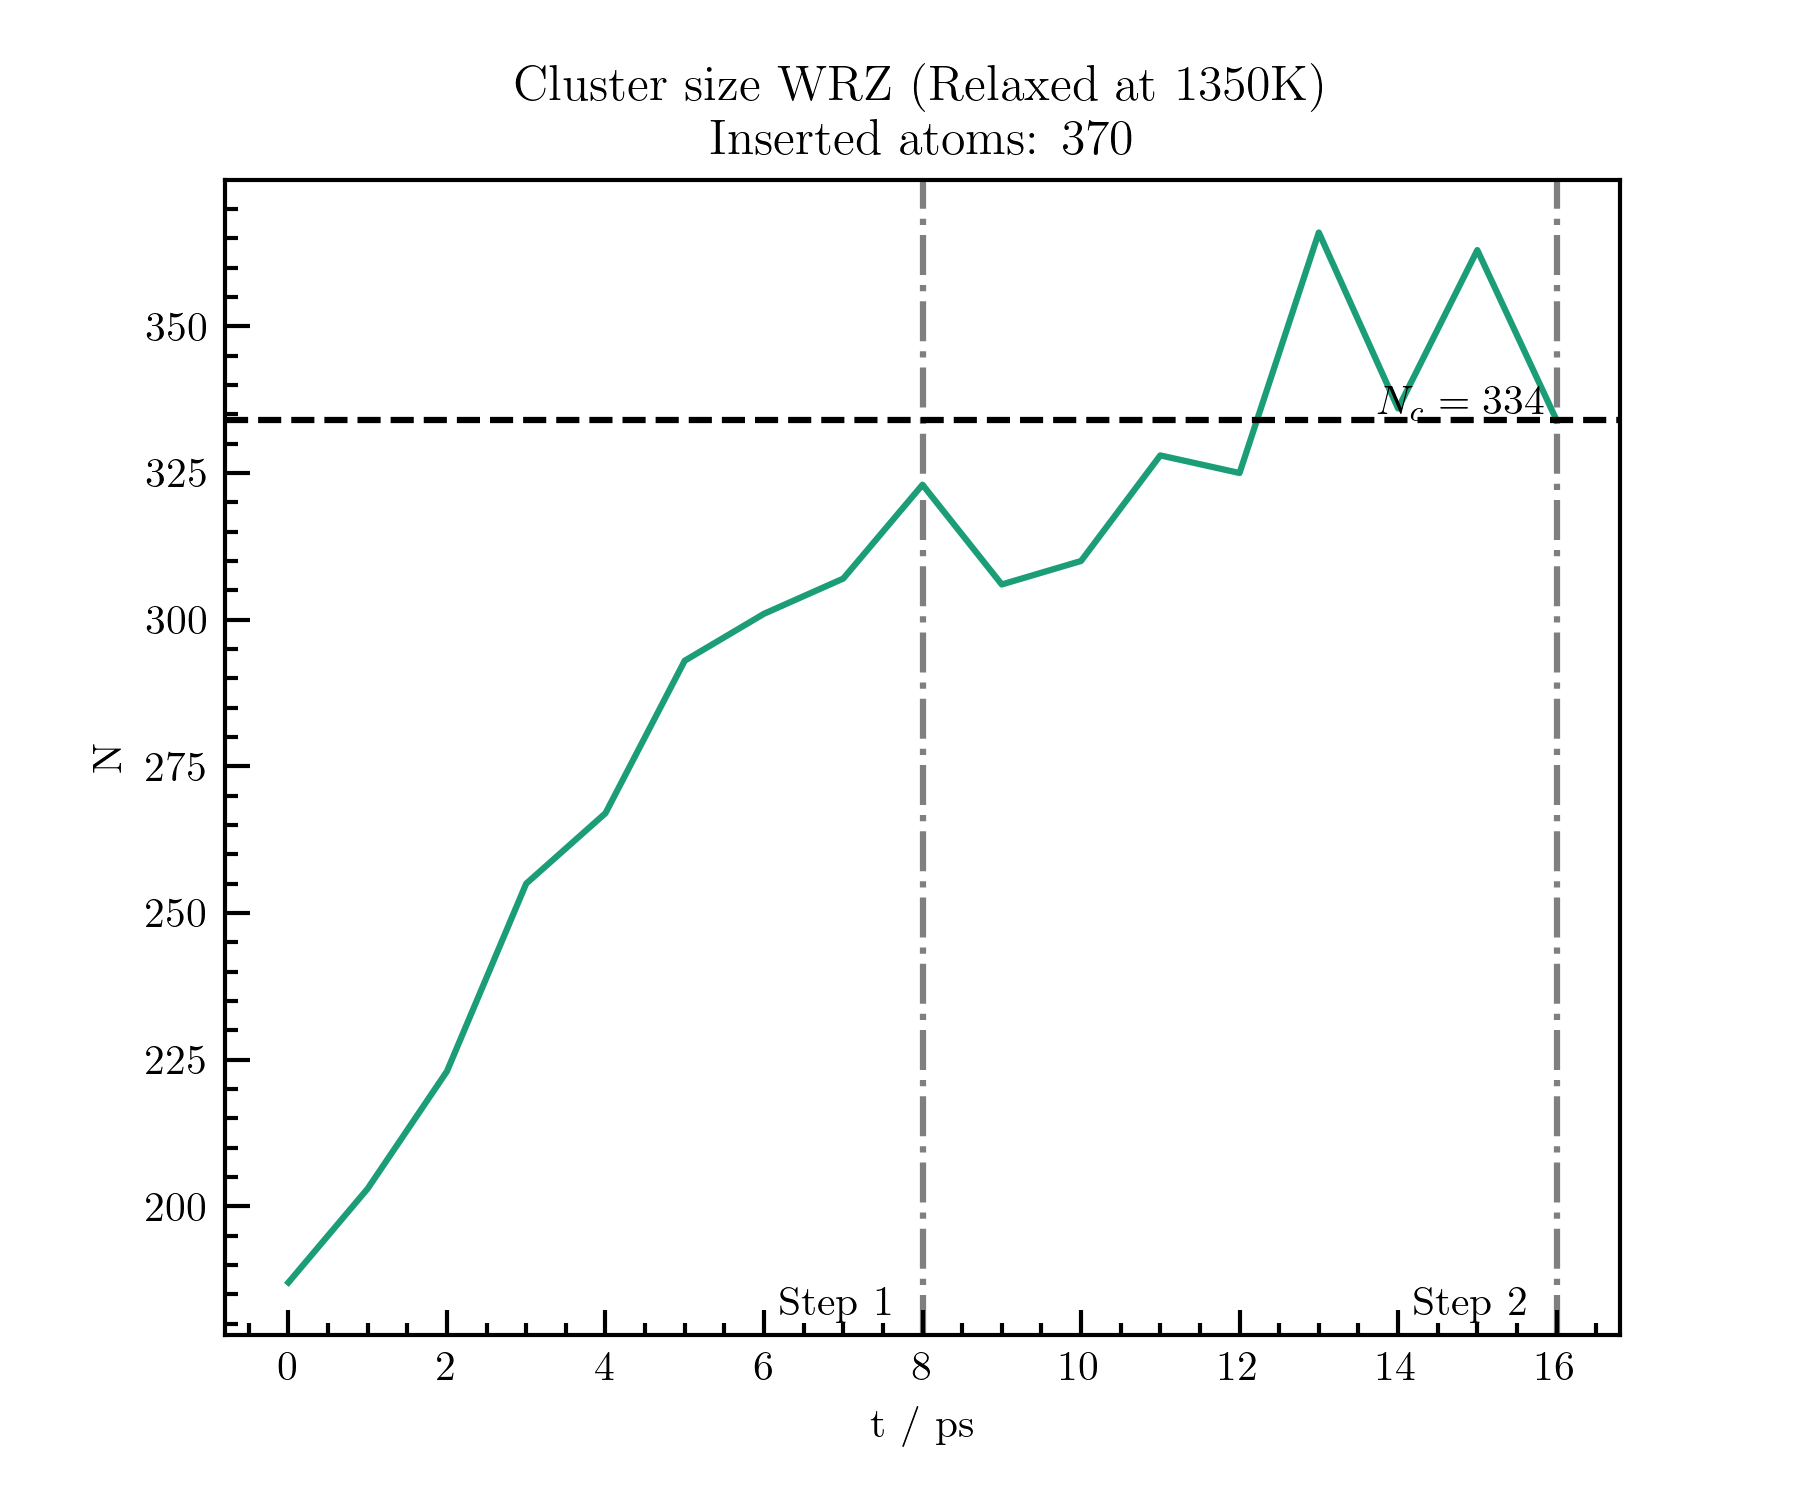 Cluster size WRZ (Relaxed at 1350K)
Inserted atoms: 370
350
325
300
275
250
225
200
N
N_c = 334
Step 1
Step 2
0 2 4 6 8 10 12 14 16
t / ps